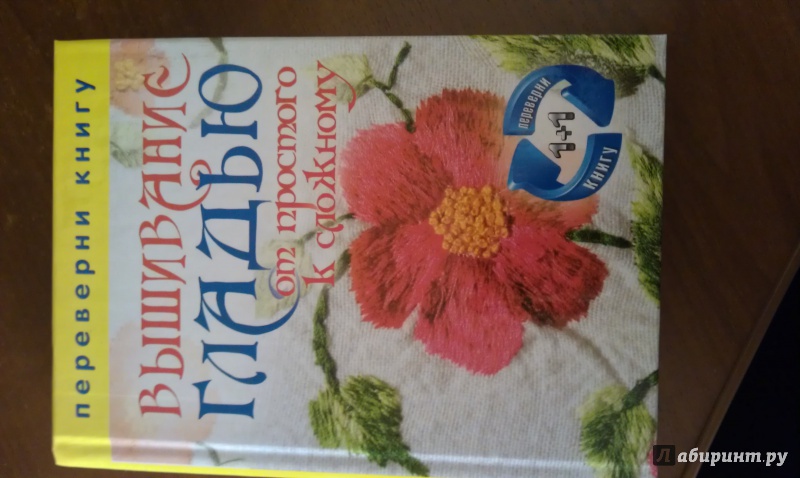 переверни книгу
ВЫШИВАНИЕ
ГЛАДЬЮ
от простого
к сложному
переверни
1+1
книгу
Лабиринт.ру